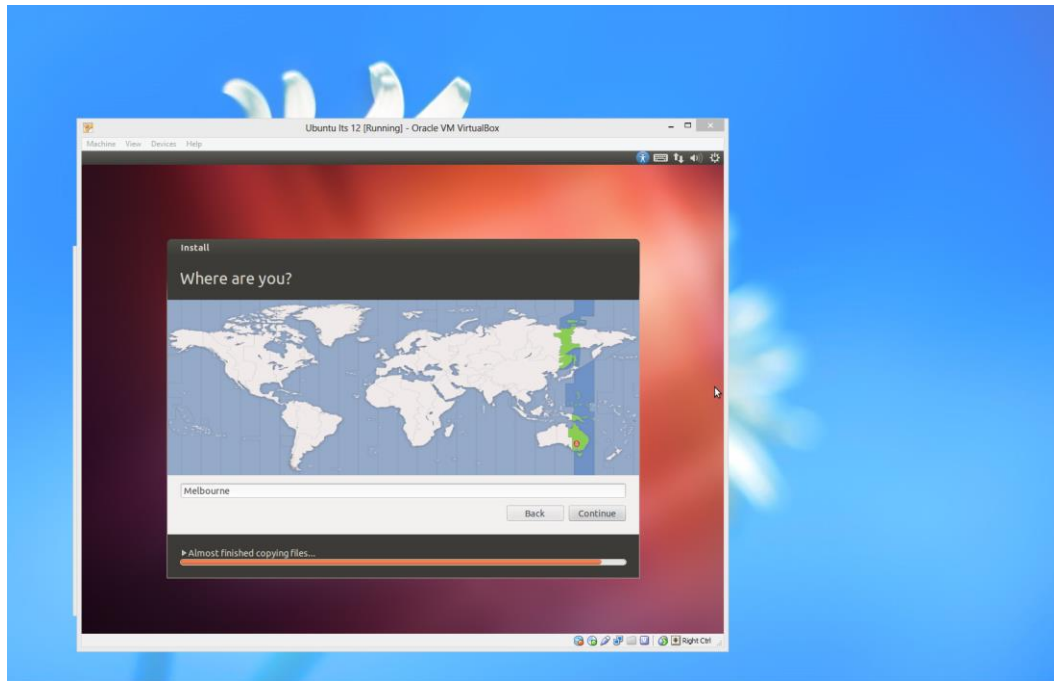 Ubuntu lts 12 [Running] - Oracle VM VirtualBox
Machine View Devices Help
Install
Where are you?
Melbourne
Back Continue
Almost finished copying files...
Right Ctrl